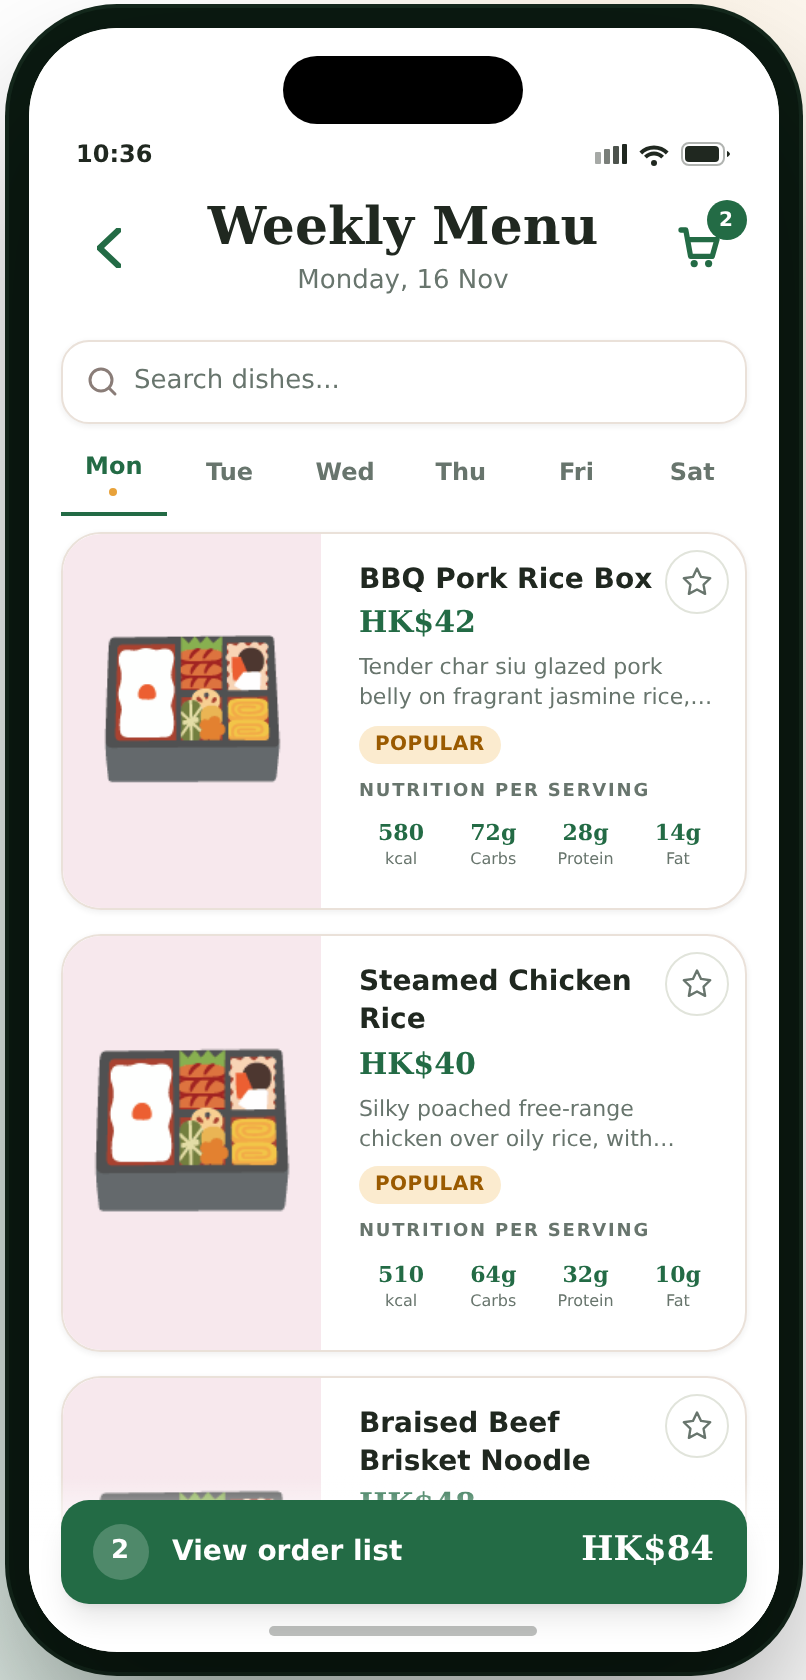 10:36
Weekly Menu
2
Monday, 16 Nov
Search dishes...
Mon
Tue
Wed
Thu
Fri
Sat
BBQ Pork Rice Box
HK$42
Tender char siu glazed pork
belly on fragrant jasmine rice,...
POPULAR
NUTRITION PER SERVING
580 72g 28g 14g
kcal Carbs Protein Fat
Steamed Chicken
Rice
HK$40
Silky poached free-range
chicken over oily rice, with...
POPULAR
NUTRITION PER SERVING
510 64g 32g 10g
kcal Carbs Protein Fat
Braised Beef
Brisket Noodle
HK$48
2 View order list HK$84